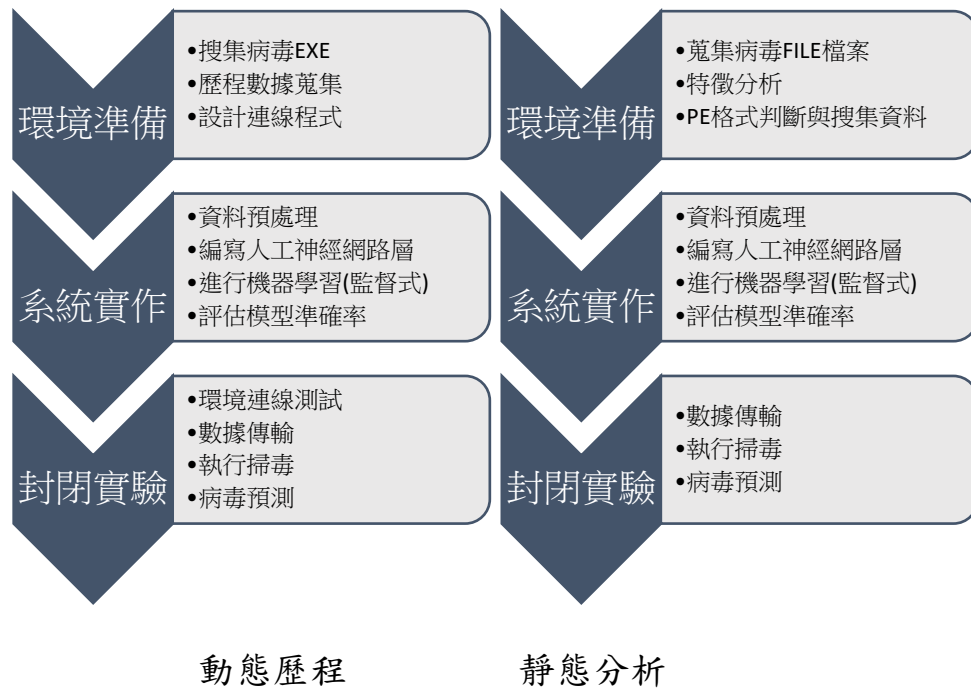 環境準備
•搜集病毒EXE
•歷程數據蒐集
•設計連線程式
系統實作
•資料預處理
•編寫人工神經網路層
•進行機器學習(監督式)
•評估模型準確率
封閉實驗
•環境連線測試
•數據傳輸
•執行掃毒
•病毒預測
動態歷程
環境準備
•蒐集病毒FILE檔案
•特徵分析
•PE格式判斷與搜集資料
系統實作
•資料預處理
•編寫人工神經網路層
•進行機器學習(監督式)
•評估模型準確率
封閉實驗
•數據傳輸
•執行掃毒
•病毒預測
靜態分析